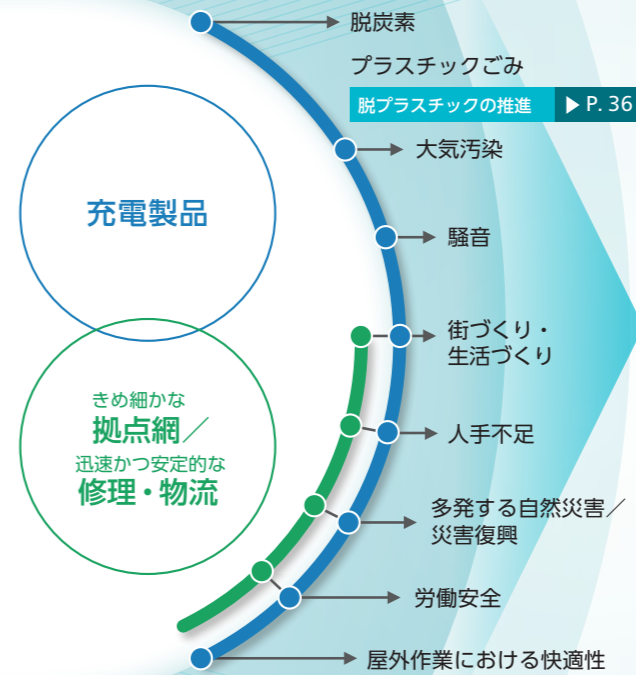 脱炭素
プラスチックごみ
脱プラスチックの推進 ▶ P. 36
大気汚染
充電製品
騒音
街づくり・
生活づくり
きめ細かな
拠点網／
迅速かつ安定的な
修理・物流
人手不足
多発する自然災害／
災害復興
労働安全
屋外作業における快適性